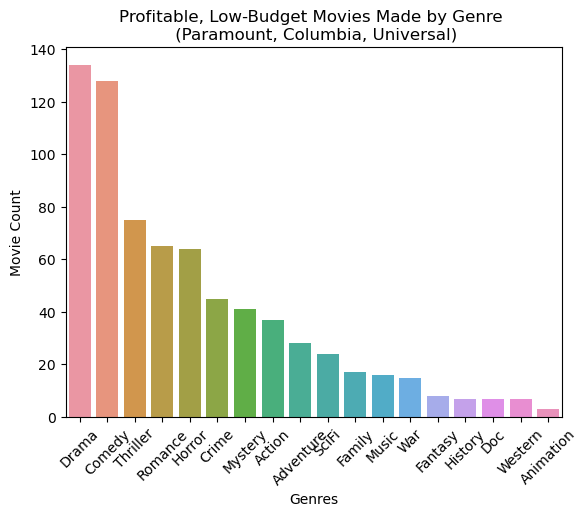 Profitable, Low-Budget Movies Made by Genre
(Paramount, Columbia, Universal)
140
120
100
80
60
40
20
0
Movie Count
Drama
Comedy
Thriller
Romance
Horror
Crime
Mystery
Action
Adventure
SciFi
Family
Music
War
Fantasy
History
Doc
Western
Animation
Genres